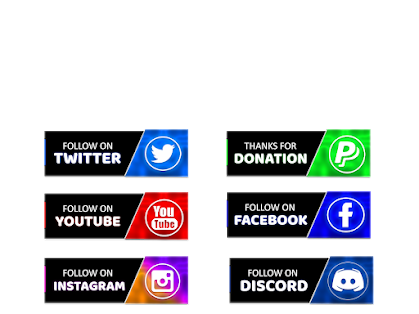 FOLLOW ON
TWITTER
THANKS FOR
DONATION
FOLLOW ON
YOUTUBE
You
Tube
FOLLOW ON
FACEBOOK
FOLLOW ON
INSTAGRAM
FOLLOW ON
DISCORD